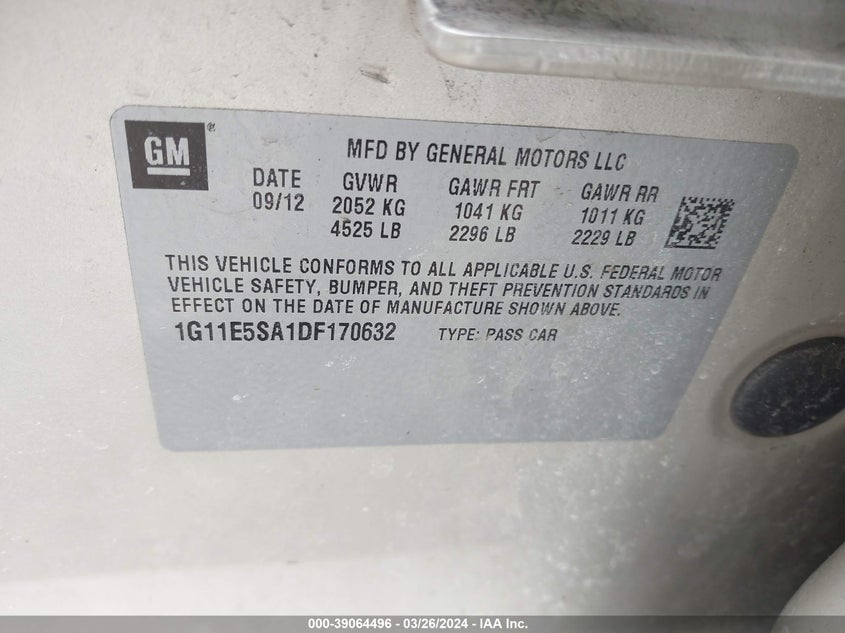 GM®
MFD BY GENERAL MOTORS LLC
DATE GVWR GAWR FRT GAWR RR
09/12 2052 KG 1041 KG 1011 KG
4525 LB 2296 LB 2229 LB
THIS VEHICLE CONFORMS TO ALL APPLICABLE U.S. FEDERAL MOTOR
VEHICLE SAFETY, BUMPER, AND THEFT PREVENTION STANDARDS IN
EFFECT ON THE DATE OF MANUFACTURE SHOWN ABOVE.
1G11E5SA1DF170632 TYPE: PASS CAR
000-39064496 - 03/26/2024 - IAA Inc.